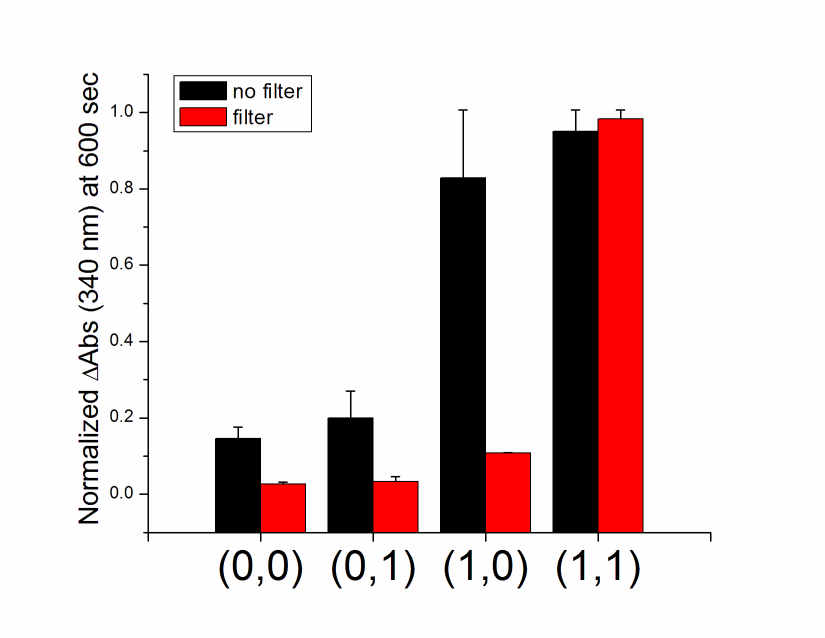 no filter
filter
Normalized ΔAbs (340 nm) at 600 sec
1.0
0.8
0.6
0.4
0.2
0.0
(0,0) (0,1) (1,0) (1,1)